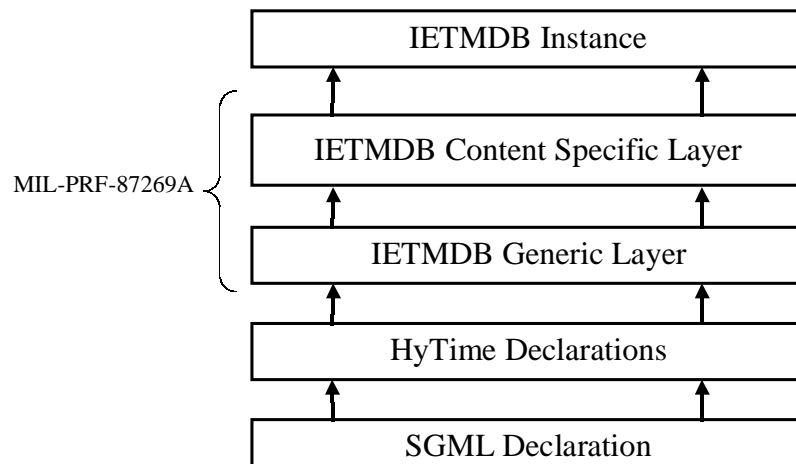 IETMDB Instance
IETMDB Content Specific Layer
MIL-PRF-87269A
IETMDB Generic Layer
HyTime Declarations
SGML Declaration